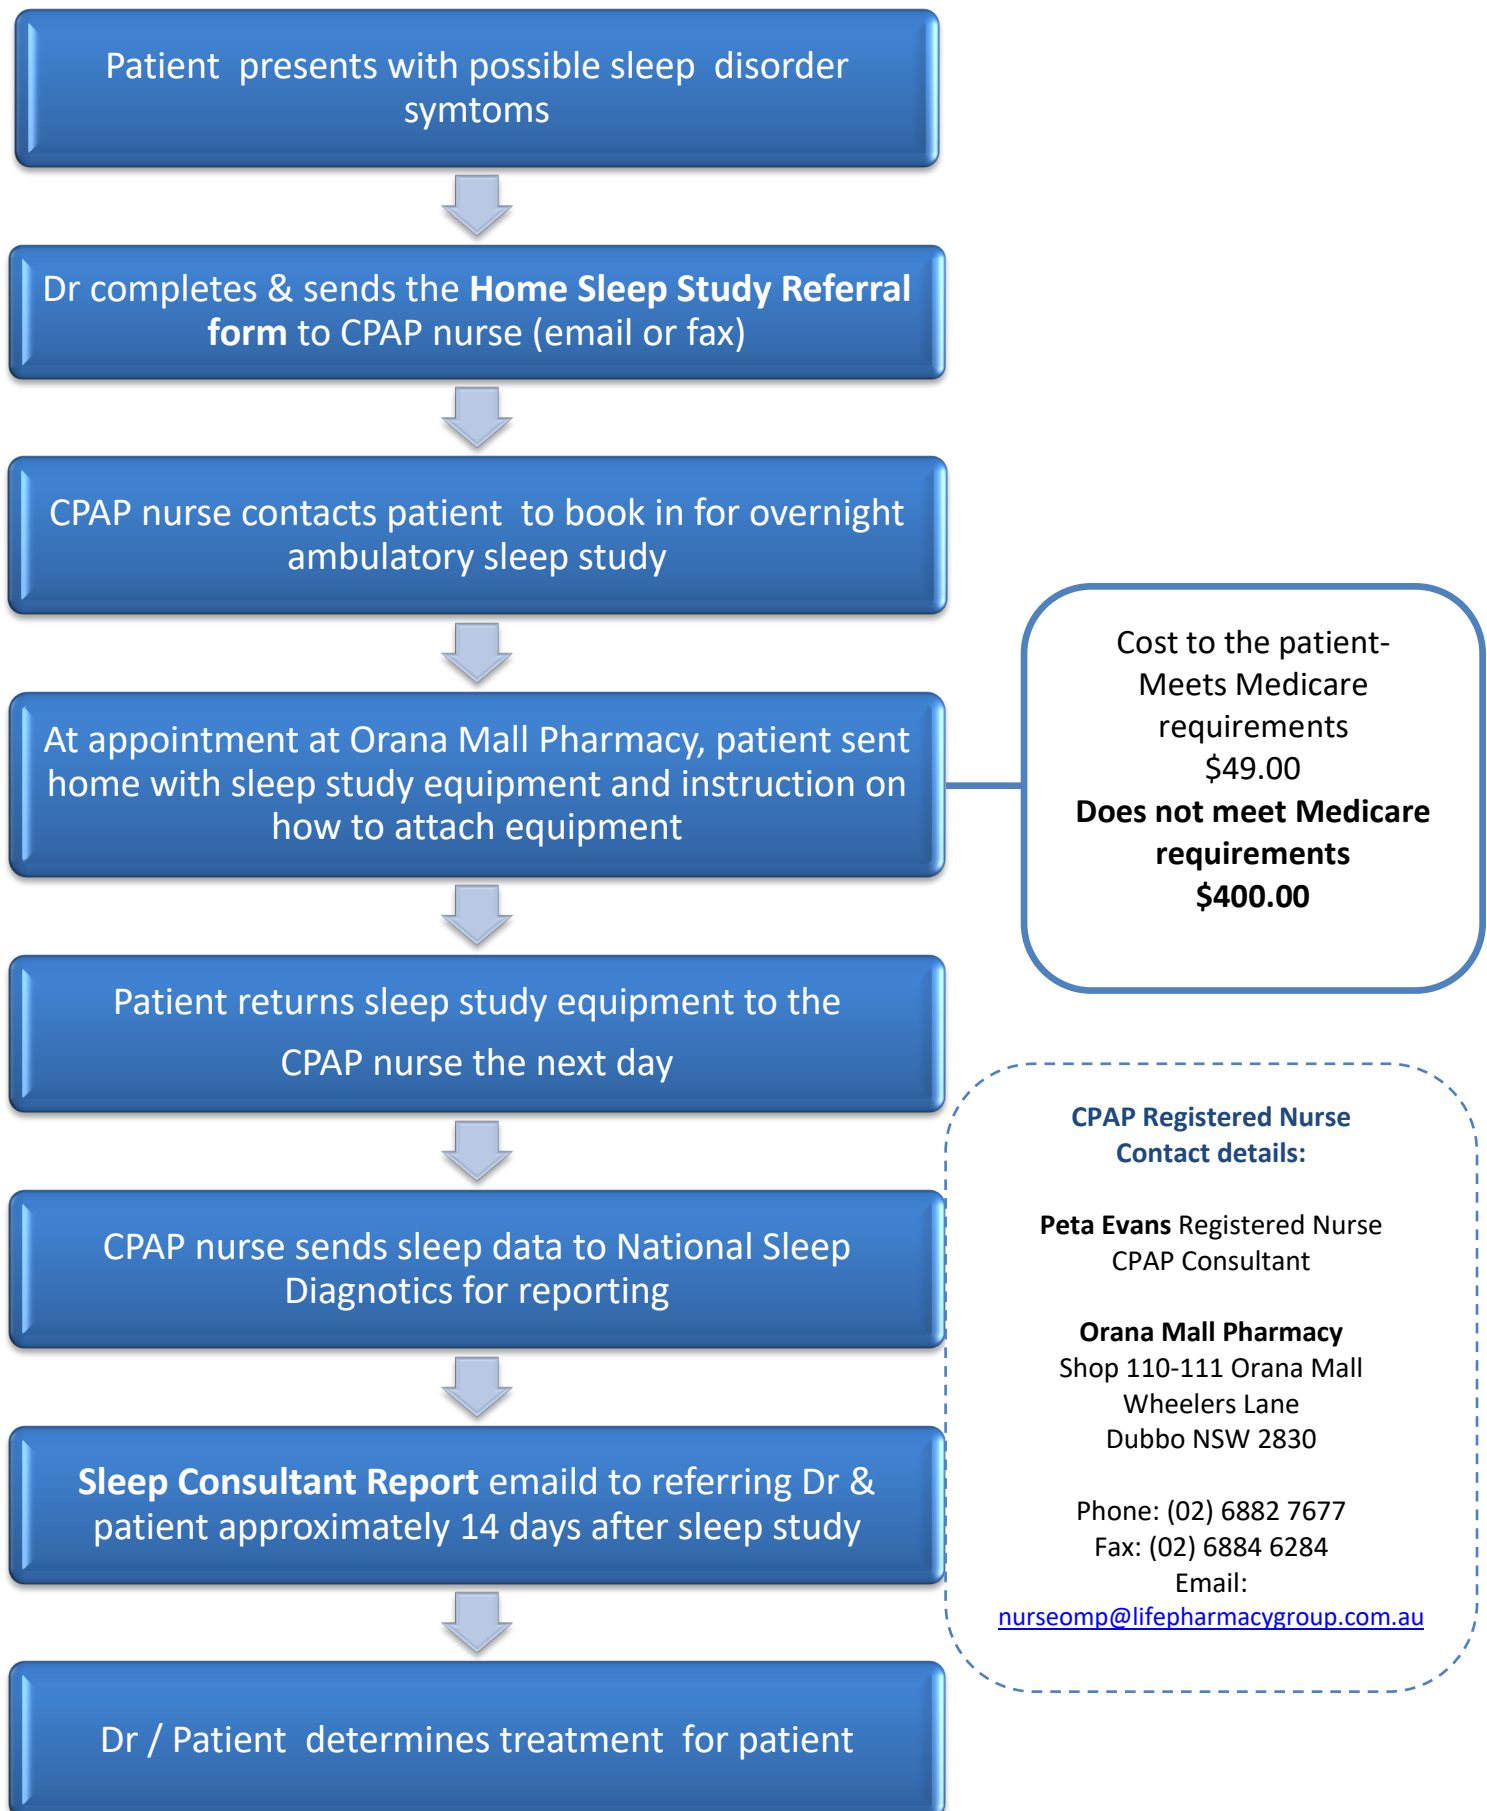 Patient  presents with possible sleep  disorder
symtoms
Dr completes & sends the Home Sleep Study Referral
form to CPAP nurse (email or fax)
CPAP nurse contacts patient  to book in for overnight
ambulatory sleep study
At appointment at Orana Mall Pharmacy, patient sent
home with sleep study equipment and instruction on
how to attach equipment
Cost to the patient-
Meets Medicare
requirements
$49.00
Does not meet Medicare
requirements
$400.00
Patient returns sleep study equipment to the
CPAP nurse the next day
CPAP nurse sends sleep data to National Sleep
Diagnotics for reporting
Sleep Consultant Report emaild to referring Dr &
patient approximately 14 days after sleep study
Dr / Patient  determines treatment  for patient
CPAP Registered Nurse
Contact details:
Peta Evans Registered Nurse
CPAP Consultant
Orana Mall Pharmacy
Shop 110-111 Orana Mall
Wheelers Lane
Dubbo NSW 2830
Phone: (02) 6882 7677
Fax: (02) 6884 6284
Email:
nurseomp@lifepharmacygroup.com.au